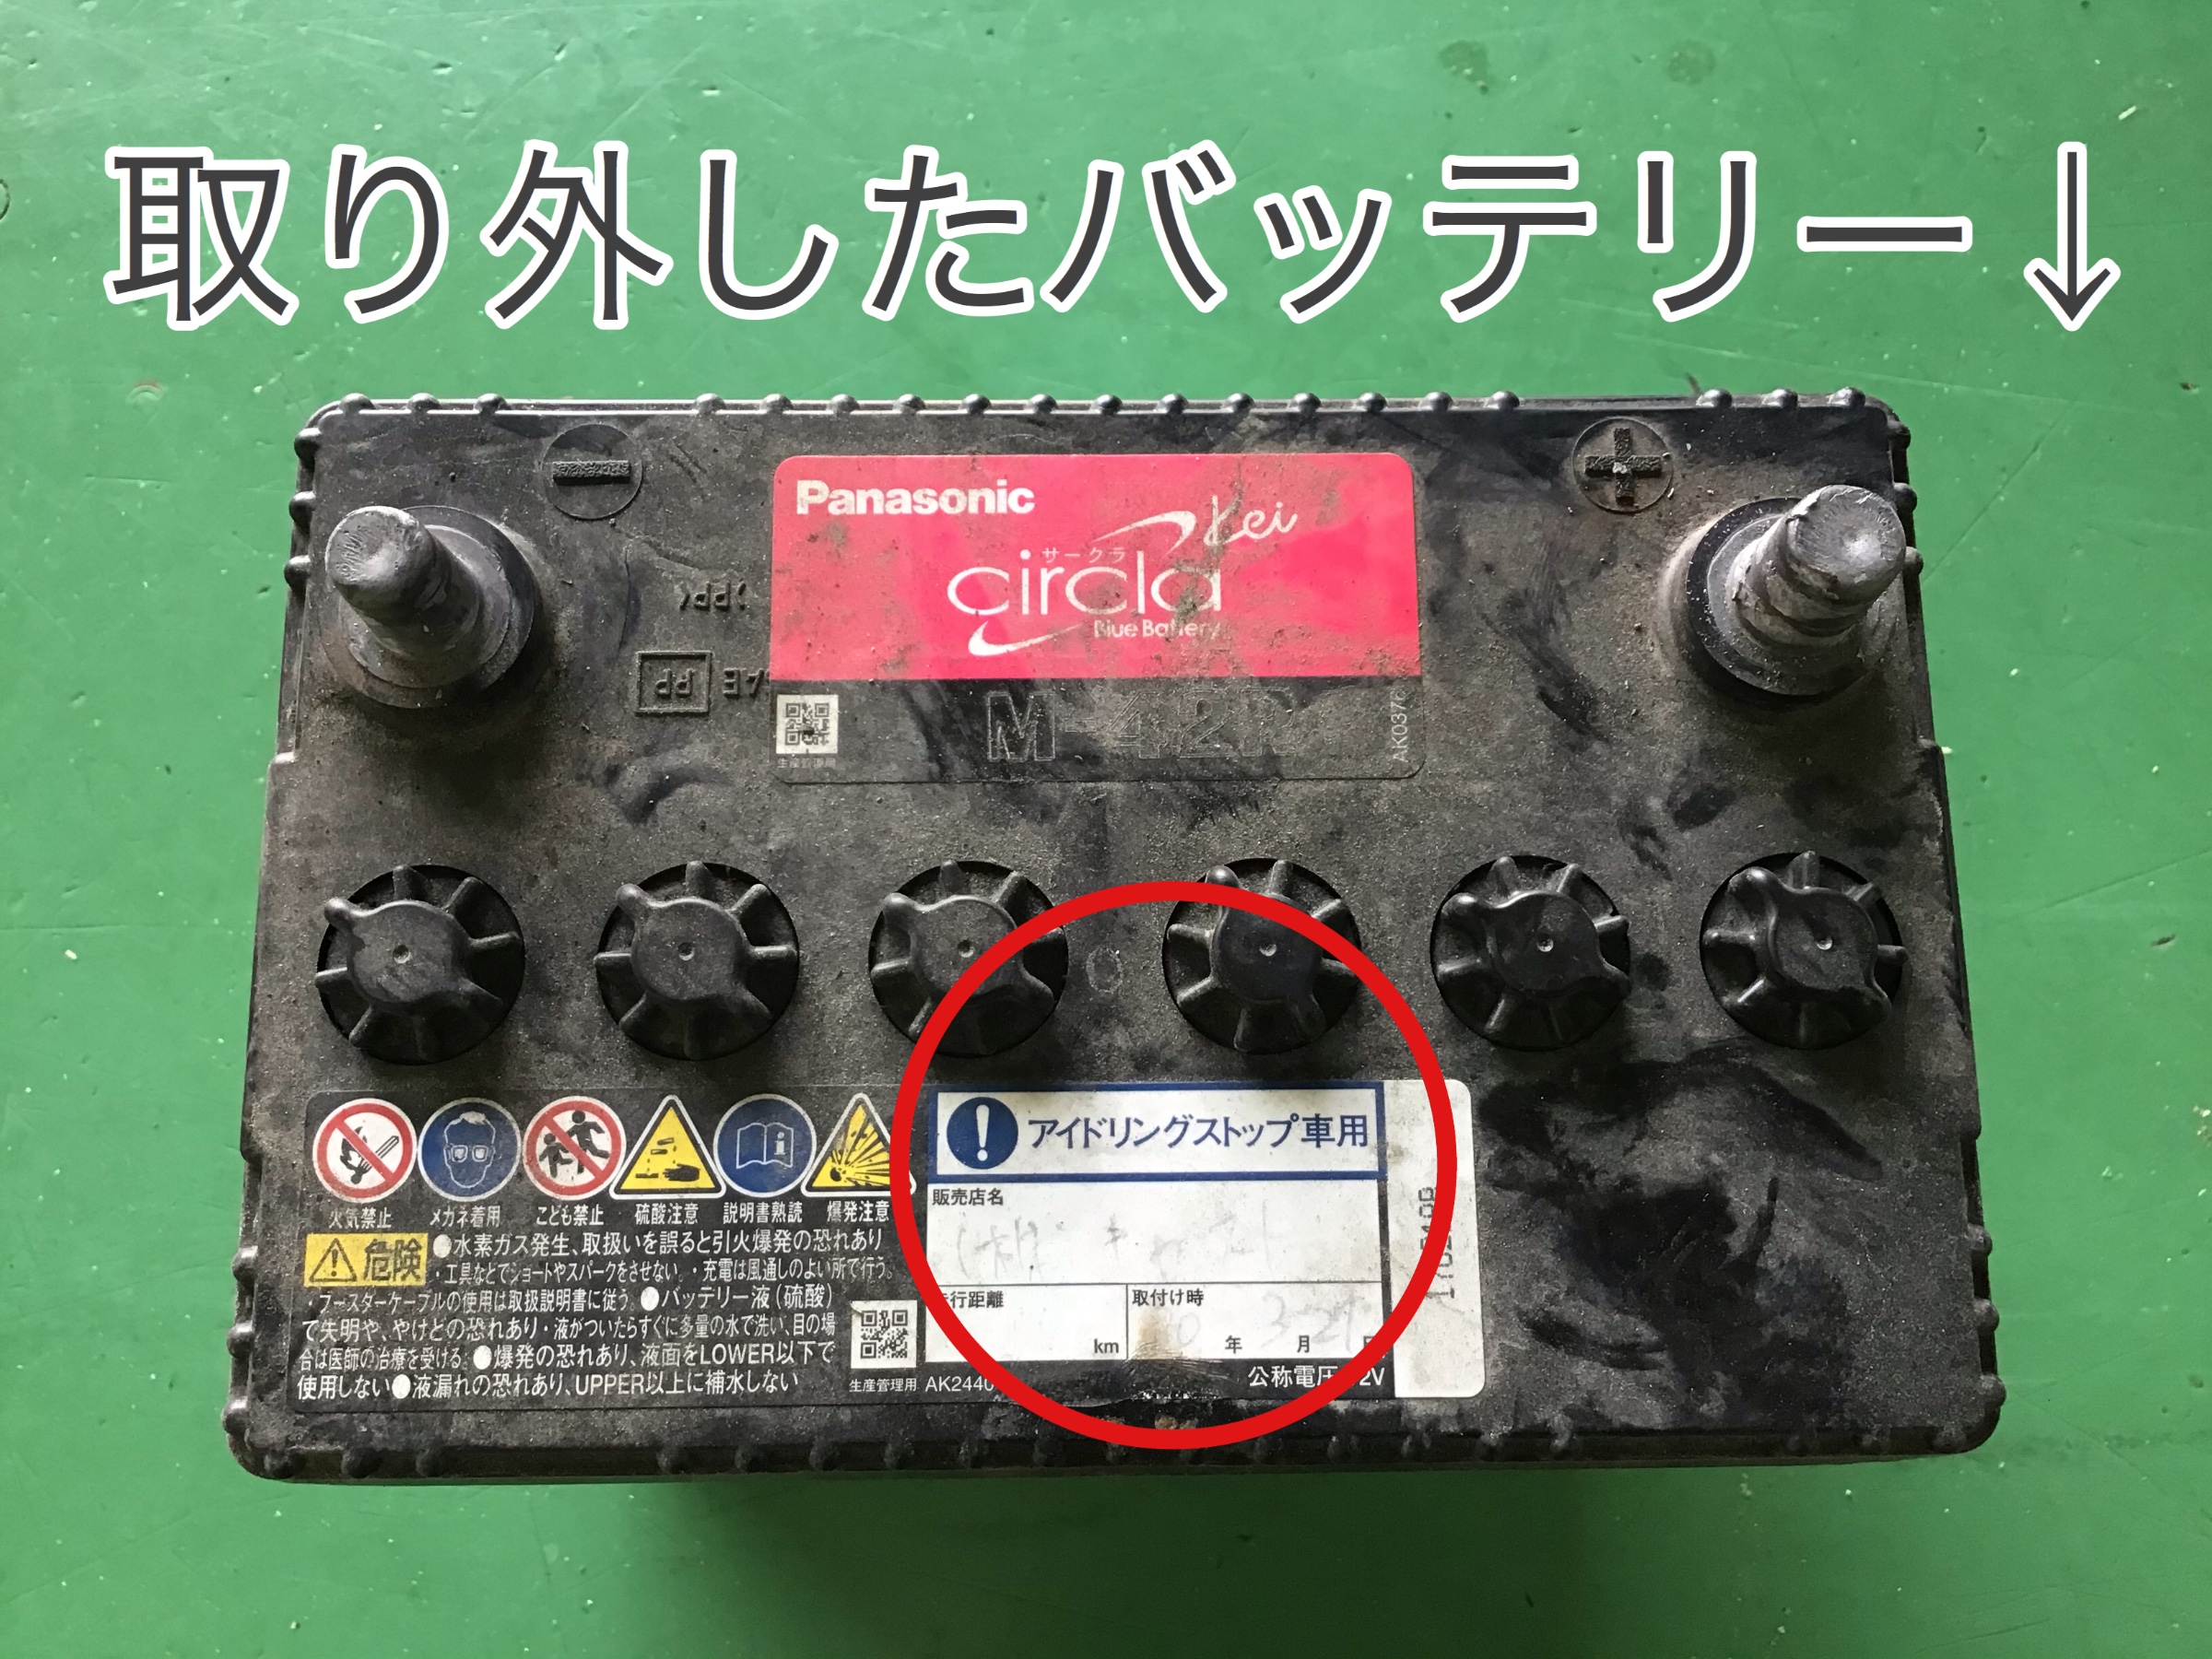 取り外したバッテリー↓
Panasonic
Kei
サークラ
circla
Blue Battery
PP
M-42R
生産管理用
アイドリングストップ車用
火気禁止 メガネ着用 こども禁止 硫酸注意 説明書熟読 爆発注意
販売店名
危険 ●水素ガス発生、取扱いを誤ると引火爆発の恐れあり
・工具などでショートやスパークをさせない。・充電は風通しのよい所で行う。
・ブースターケーブルの使用は取扱説明書に従う。●バッテリー液(硫酸)
で失明や、やけどの恐れあり・液がついたらすぐに多量の水で洗い、目の場
合は医師の治療を受ける。●爆発の恐れあり、液面をLOWER以下で
使用しない●液漏れの恐れあり、UPPER以上に補水しない
生産管理用
行距離
km
取付け時
30 年 3 月
公称電圧 2V